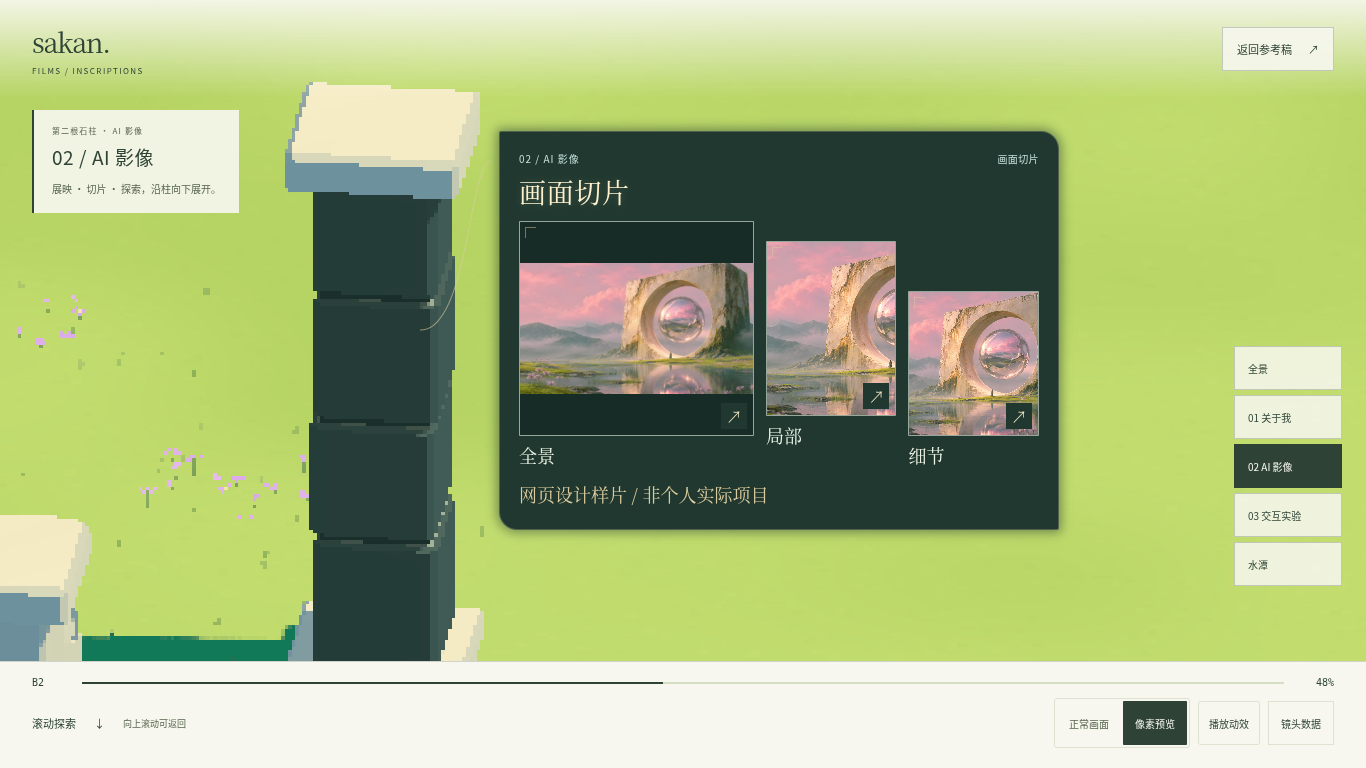 sakan.
FILMS / INSCRIPTIONS
返回参考稿 ↗
第二根石柱 · AI 影像
02 / AI 影像
展映 · 切片 · 探索，沿柱向下展开。
02 / AI 影像
画面切片
画面切片
全景
局部
细节
网页设计样片 / 非个人实际项目
全景
01 关于我
02 AI 影像
03 交互实验
水潭
B2
48%
滚动探索 ↓ 向上滚动可返回
正常画面
像素预览
播放动效
镜头数据